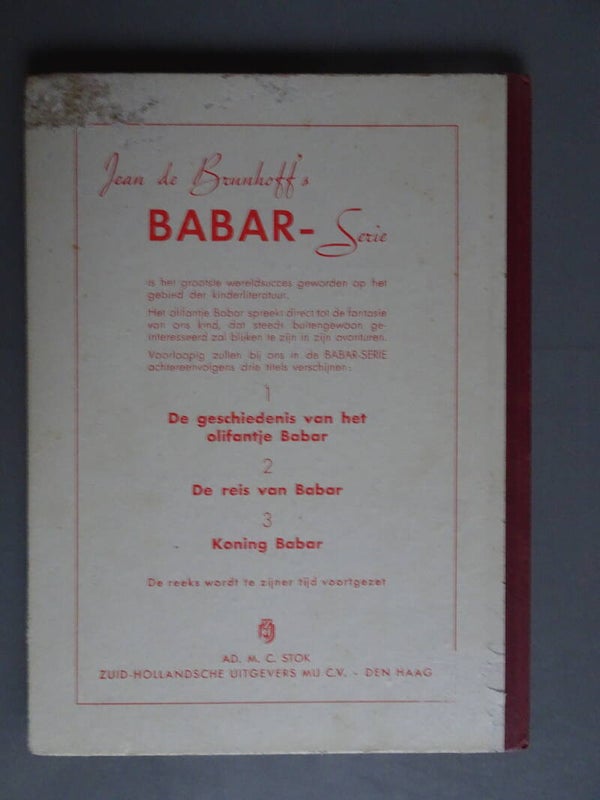 Jean de Brunhoff's
BABAR-Serie
is het grootste wereldsucces geworden op het
gebied der kinderliteratuur.
Het olifantje Babar spreekt direct tot de fantasie
van ons kind, dat steeds buitengewoon ge-
interesseerd zal blijken te zijn in zijn avonturen.
Voorlopig zullen bij ons in de BABAR-SERIE
achtereenvolgens drie titels verschijnen:
1
De geschiedenis van het
olifantje Babar
2
De reis van Babar
3
Koning Babar
De reeks wordt te zijner tijd voortgezet
AD. M. C. STOK
ZUID-HOLLANDSCHE UITGEVERS MIJ C.V. - DEN HAAG